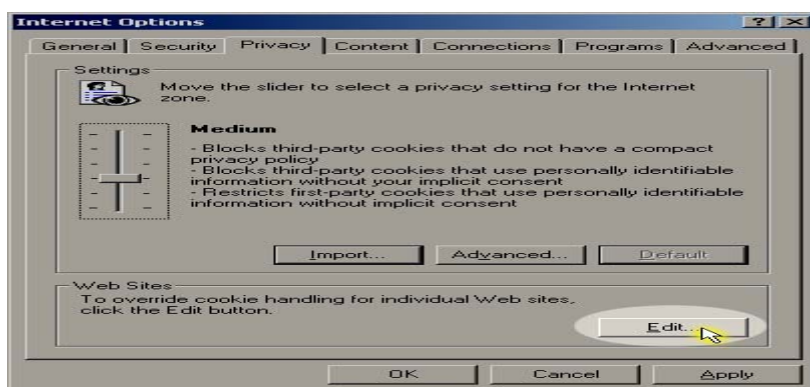 Internet Options
General Security Privacy Content Connections Programs Advanced
Settings
Move the slider to select a privacy setting for the Internet
zone.
Medium
- Blocks third-party cookies that do not have a compact
privacy policy
- Blocks third-party cookies that use personally identifiable
information without your implicit consent
- Restricts first-party cookies that use personally identifiable
information without implicit consent
Import... Advanced... Default
Web Sites
To override cookie handling for individual Web sites,
click the Edit button.
Edit...
OK Cancel Apply